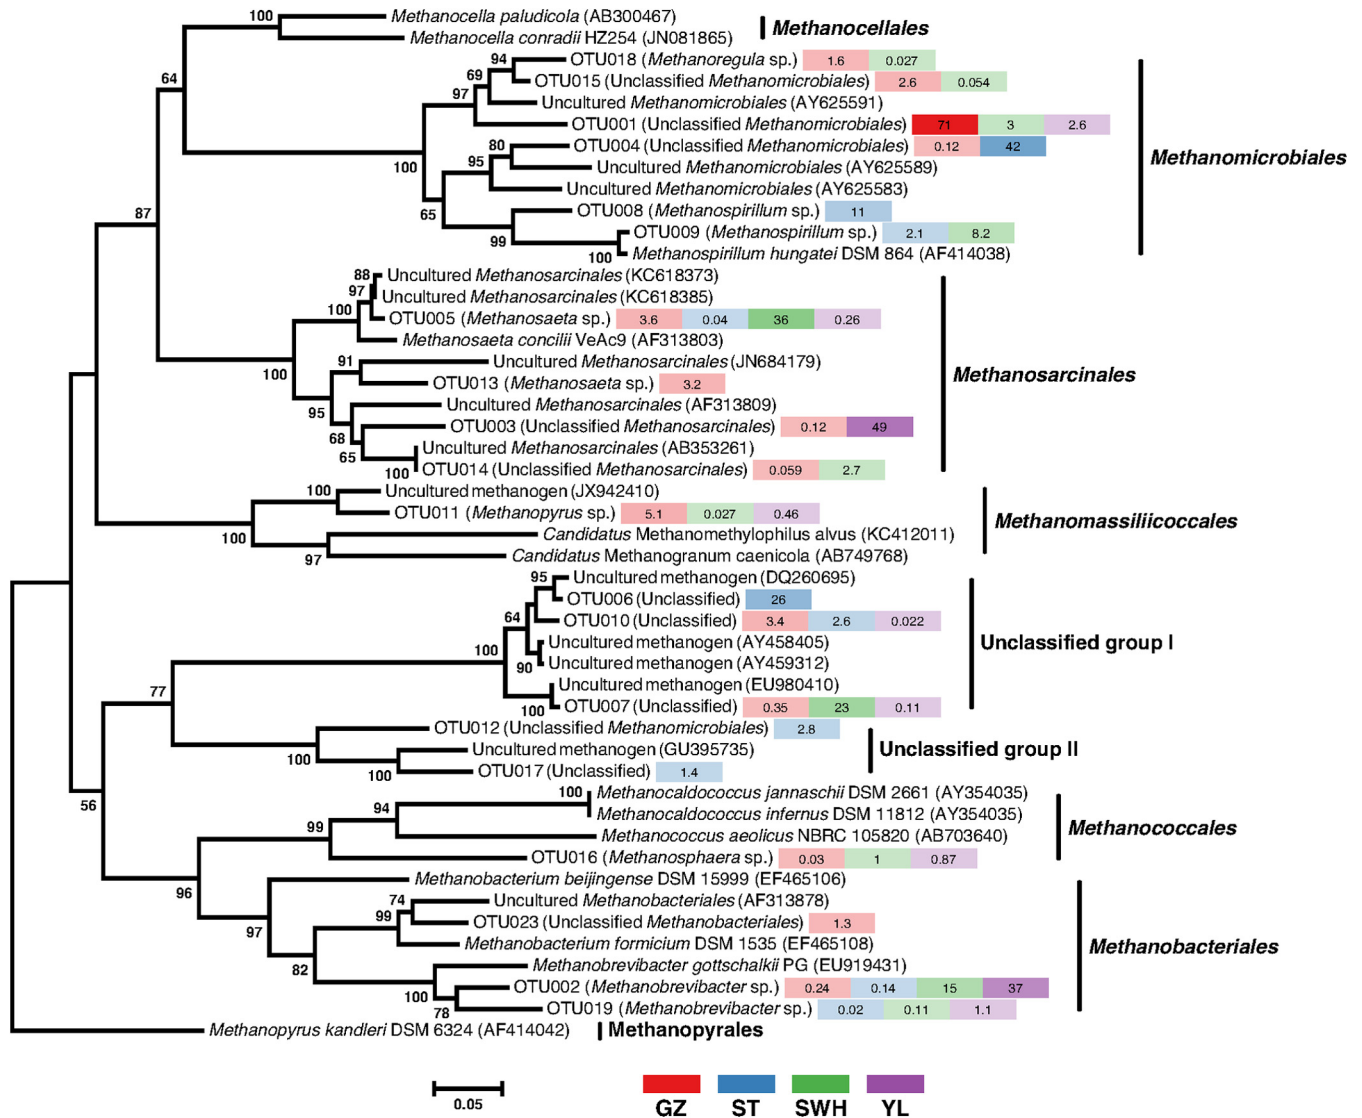 100
Methanocella paludicola (AB300467)
Methanocella conradii HZ254 (JN081865)
Methanocellales
94
OTU018 (Methanoregula sp.) 1.6 0.027
69
OTU015 (Unclassified Methanomicrobiales) 2.6 0.054
64
97
Uncultured Methanomicrobiales (AY625591)
OTU001 (Unclassified Methanomicrobiales) 71 3 2.6
80
OTU004 (Unclassified Methanomicrobiales) 0.12 42
Methanomicrobiales
100
95
Uncultured Methanomicrobiales (AY625589)
Uncultured Methanomicrobiales (AY625583)
87
65
OTU008 (Methanospirillum sp.) 11
99
OTU009 (Methanospirillum sp.) 2.1 8.2
100
Methanospirillum hungatei DSM 864 (AF414038)
88
Uncultured Methanosarcinales (KC618373)
97
Uncultured Methanosarcinales (KC618385)
100
OTU005 (Methanosaeta sp.) 3.6 0.04 36 0.26
Methanosaeta concilii VeAc9 (AF313803)
91
Uncultured Methanosarcinales (JN684179)
100
Methanosarcinales
OTU013 (Methanosaeta sp.) 3.2
95
Uncultured Methanosarcinales (AF313809)
OTU003 (Unclassified Methanosarcinales) 0.12 49
68
Uncultured Methanosarcinales (AB353261)
65
100
OTU014 (Unclassified Methanosarcinales) 0.059 2.7
100
Uncultured methanogen (JX942410)
OTU011 (Methanopyrus sp.) 5.1 0.027 0.46
Methanomassiliicoccales
100
Candidatus Methanomethylophilus alvus (KC412011)
97
Candidatus Methanogranum caenicola (AB749768)
95
Uncultured methanogen (DQ260695)
OTU006 (Unclassified) 26
64
OTU010 (Unclassified) 3.4 2.6 0.022
Uncultured methanogen (AY458405)
Unclassified group I
100
90
Uncultured methanogen (AY459312)
77
Uncultured methanogen (EU980410)
100
OTU007 (Unclassified) 0.35 23 0.11
OTU012 (Unclassified Methanomicrobiales) 2.8
100
Uncultured methanogen (GU395735)
Unclassified group II
100
OTU017 (Unclassified) 1.4
56
100
Methanocaldococcus jannaschii DSM 2661 (AY354035)
94
Methanocaldococcus infernus DSM 11812 (AY354035)
99
Methanococcus aeolicus NBRC 105820 (AB703640)
Methanococcales
OTU016 (Methanosphaera sp.) 0.03 1 0.87
96
Methanobacterium beijingense DSM 15999 (EF465106)
74
Uncultured Methanobacteriales (AF313878)
99
OTU023 (Unclassified Methanobacteriales) 1.3
97
Methanobacterium formicium DSM 1535 (EF465108)
Methanobacteriales
82
Methanobrevibacter gottschalkii PG (EU919431)
OTU002 (Methanobrevibacter sp.) 0.24 0.14 15 37
100
78
OTU019 (Methanobrevibacter sp.) 0.02 0.11 1.1
Methanopyrus kandleri DSM 6324 (AF414042)
Methanopyrales
0.05
GZ ST SWH YL